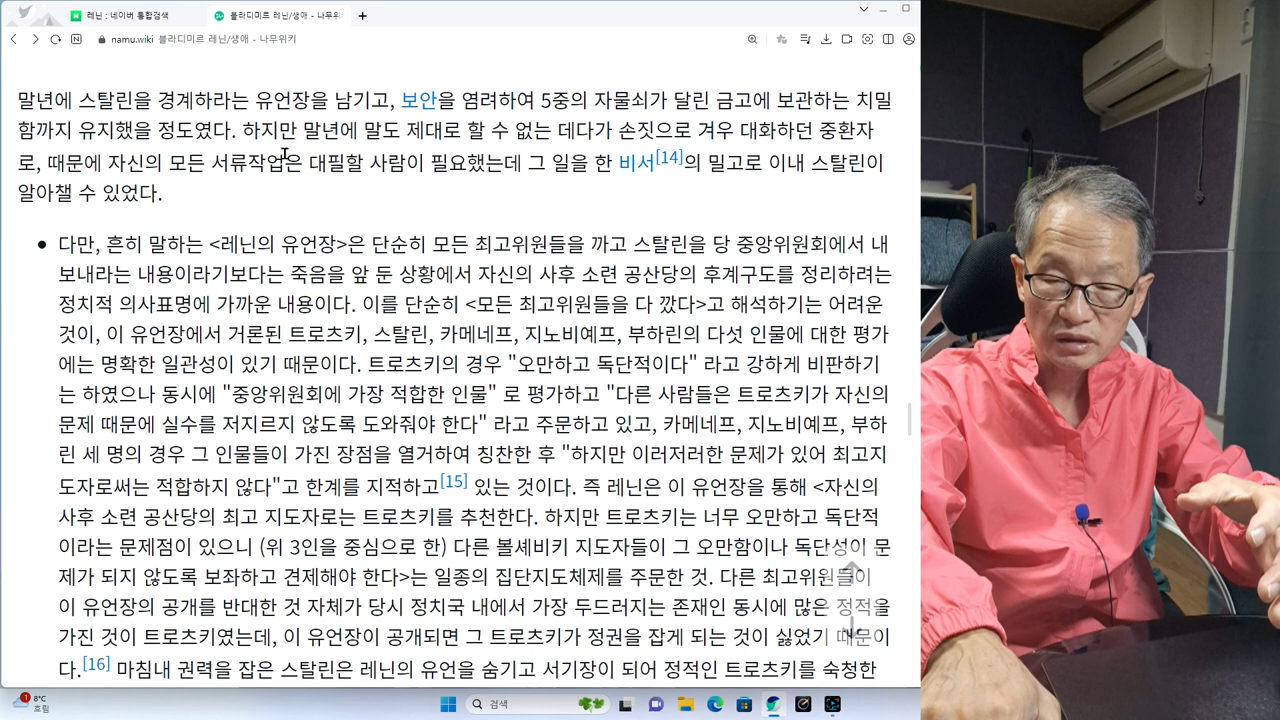 레닌 : 네이버 통합검색
블라디미르 레닌/생애 - 나무위키
namu.wiki 블라디미르 레닌/생애 - 나무위키
말년에 스탈린을 경계하라는 유언장을 남기고, 보안을 염려하여 5중의 자물쇠가 달린 금고에 보관하는 치밀
함까지 유지했을 정도였다. 하지만 말년에 말도 제대로 할 수 없는 데다가 손짓으로 겨우 대화하던 중환자
로, 때문에 자신의 모든 서류작업은 대필할 사람이 필요했는데 그 일을 한 비서[14]의 밀고로 이내 스탈린이
알아챌 수 있었다.
● 다만, 흔히 말하는 <레닌의 유언장>은 단순히 모든 최고위원들을 까고 스탈린을 당 중앙위원회에서 내
보내라는 내용이라기보다는 죽음을 앞 둔 상황에서 자신의 사후 소련 공산당의 후계구도를 정리하려는
정치적 의사표명에 가까운 내용이다. 이를 단순히 <모든 최고위원들을 다 깠다>고 해석하기는 어려운
것이, 이 유언장에서 거론된 트로츠키, 스탈린, 카메네프, 지노비예프, 부하린의 다섯 인물에 대한 평가
에는 명확한 일관성이 있기 때문이다. 트로츠키의 경우 "오만하고 독단적이다" 라고 강하게 비판하기
는 하였으나 동시에 "중앙위원회에 가장 적합한 인물" 로 평가하고 "다른 사람들은 트로츠키가 자신의
문제 때문에 실수를 저지르지 않도록 도와줘야 한다" 라고 주문하고 있고, 카메네프, 지노비예프, 부하
린 세 명의 경우 그 인물들이 가진 장점을 열거하여 칭찬한 후 "하지만 이러저러한 문제가 있어 최고지
도자로써는 적합하지 않다"고 한계를 지적하고[15] 있는 것이다. 즉 레닌은 이 유언장을 통해 <자신의
사후 소련 공산당의 최고 지도자로는 트로츠키를 추천한다. 하지만 트로츠키는 너무 오만하고 독단적
이라는 문제점이 있으니 (위 3인을 중심으로 한) 다른 볼셰비키 지도자들이 그 오만함이나 독단성이 문
제가 되지 않도록 보좌하고 견제해야 한다>는 일종의 집단지도체제를 주문한 것. 다른 최고위원들이
이 유언장의 공개를 반대한 것 자체가 당시 정치국 내에서 가장 두드러지는 존재인 동시에 많은 정적을
가진 것이 트로츠키였는데, 이 유언장이 공개되면 그 트로츠키가 정권을 잡게 되는 것이 싫었기 때문이
다.[16] 마침내 권력을 잡은 스탈린은 레닌의 유언을 숨기고 서기장이 되어 정적인 트로츠키를 숙청한
1
8°C
흐림
검색